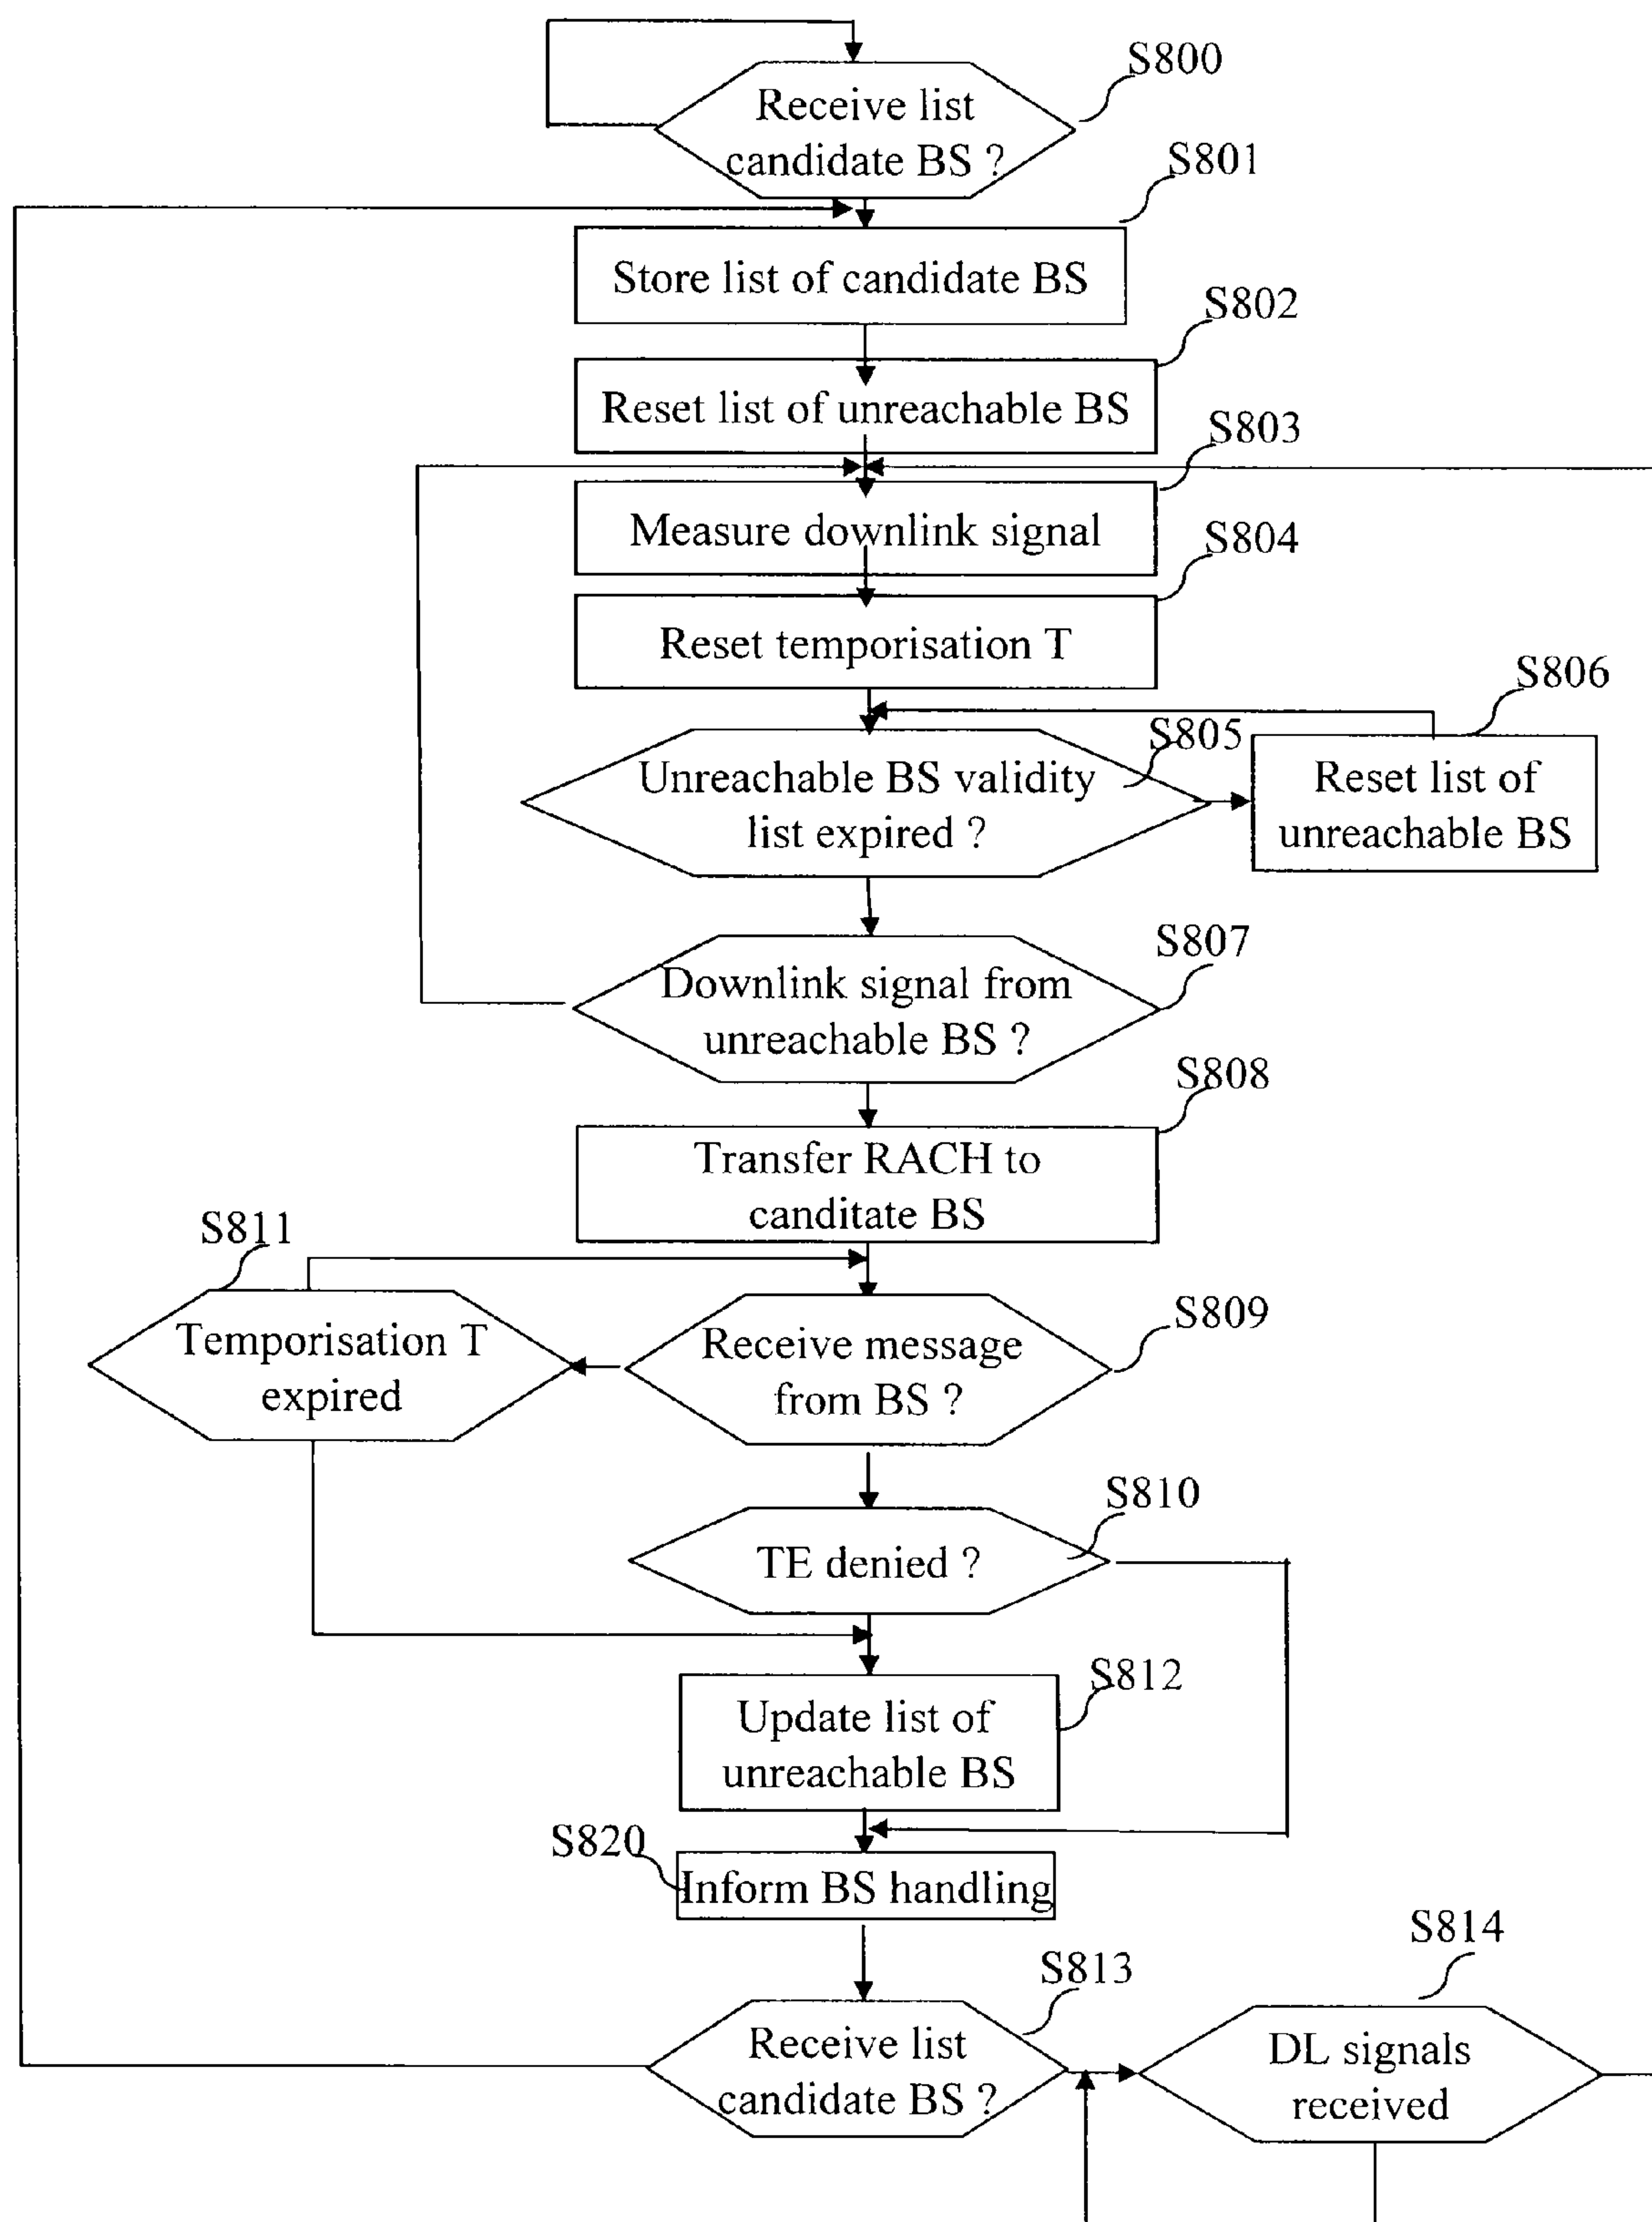 S800
Receive list
candidate BS ?
S801
Store list of candidate BS
S802
Reset list of unreachable BS
S803
Measure downlink signal
S804
Reset temporisation T
S806
S805
Unreachable BS validity
list expired ?
Reset list of
unreachable BS
S807
Downlink signal from
unreachable BS ?
S808
Transfer RACH to
canditate BS
S811
Temporisation T
expired
S809
Receive message
from BS ?
S810
TE denied ?
S812
Update list of
unreachable BS
S820
Inform BS handling
S814
S813
Receive list
candidate BS ?
DL signals
received